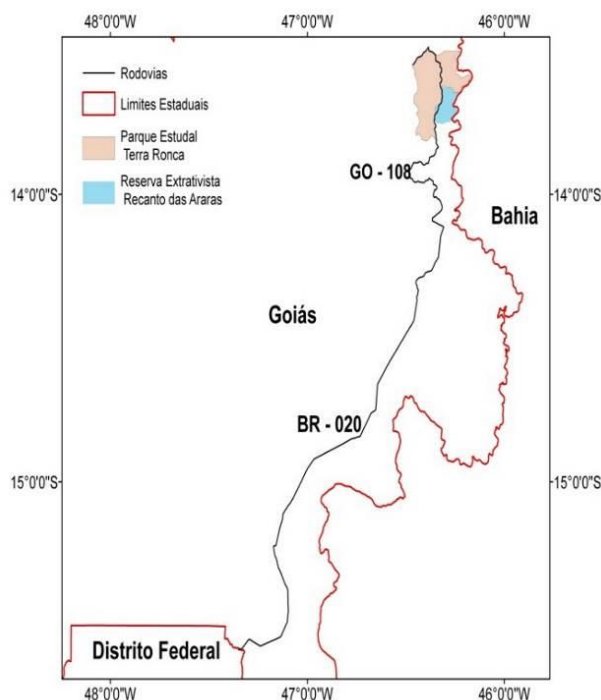 48°0'0"W
47°0'0"W
46°0'0"W
Rodovias
Limites Estaduais
Parque Estudal
Terra Ronca
Reserva Extrativista
Recanto das Araras
GO - 108
14°0'0"S
14°0'0"S
Bahia
Goiás
BR - 020
15°0'0"S
15°0'0"S
Distrito Federal
48°0'0"W
47°0'0"W
46°0'0"W